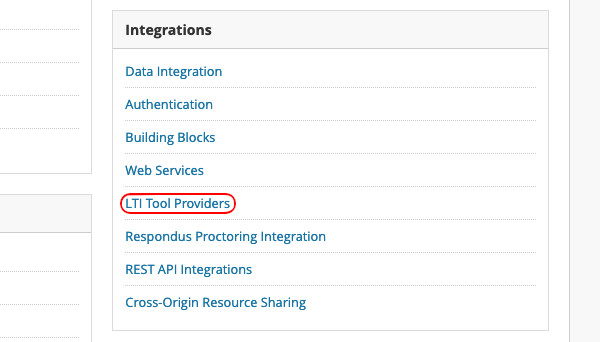 Integrations
Data Integration
Authentication
Building Blocks
Web Services
LTI Tool Providers
Respondus Proctoring Integration
REST API Integrations
Cross-Origin Resource Sharing